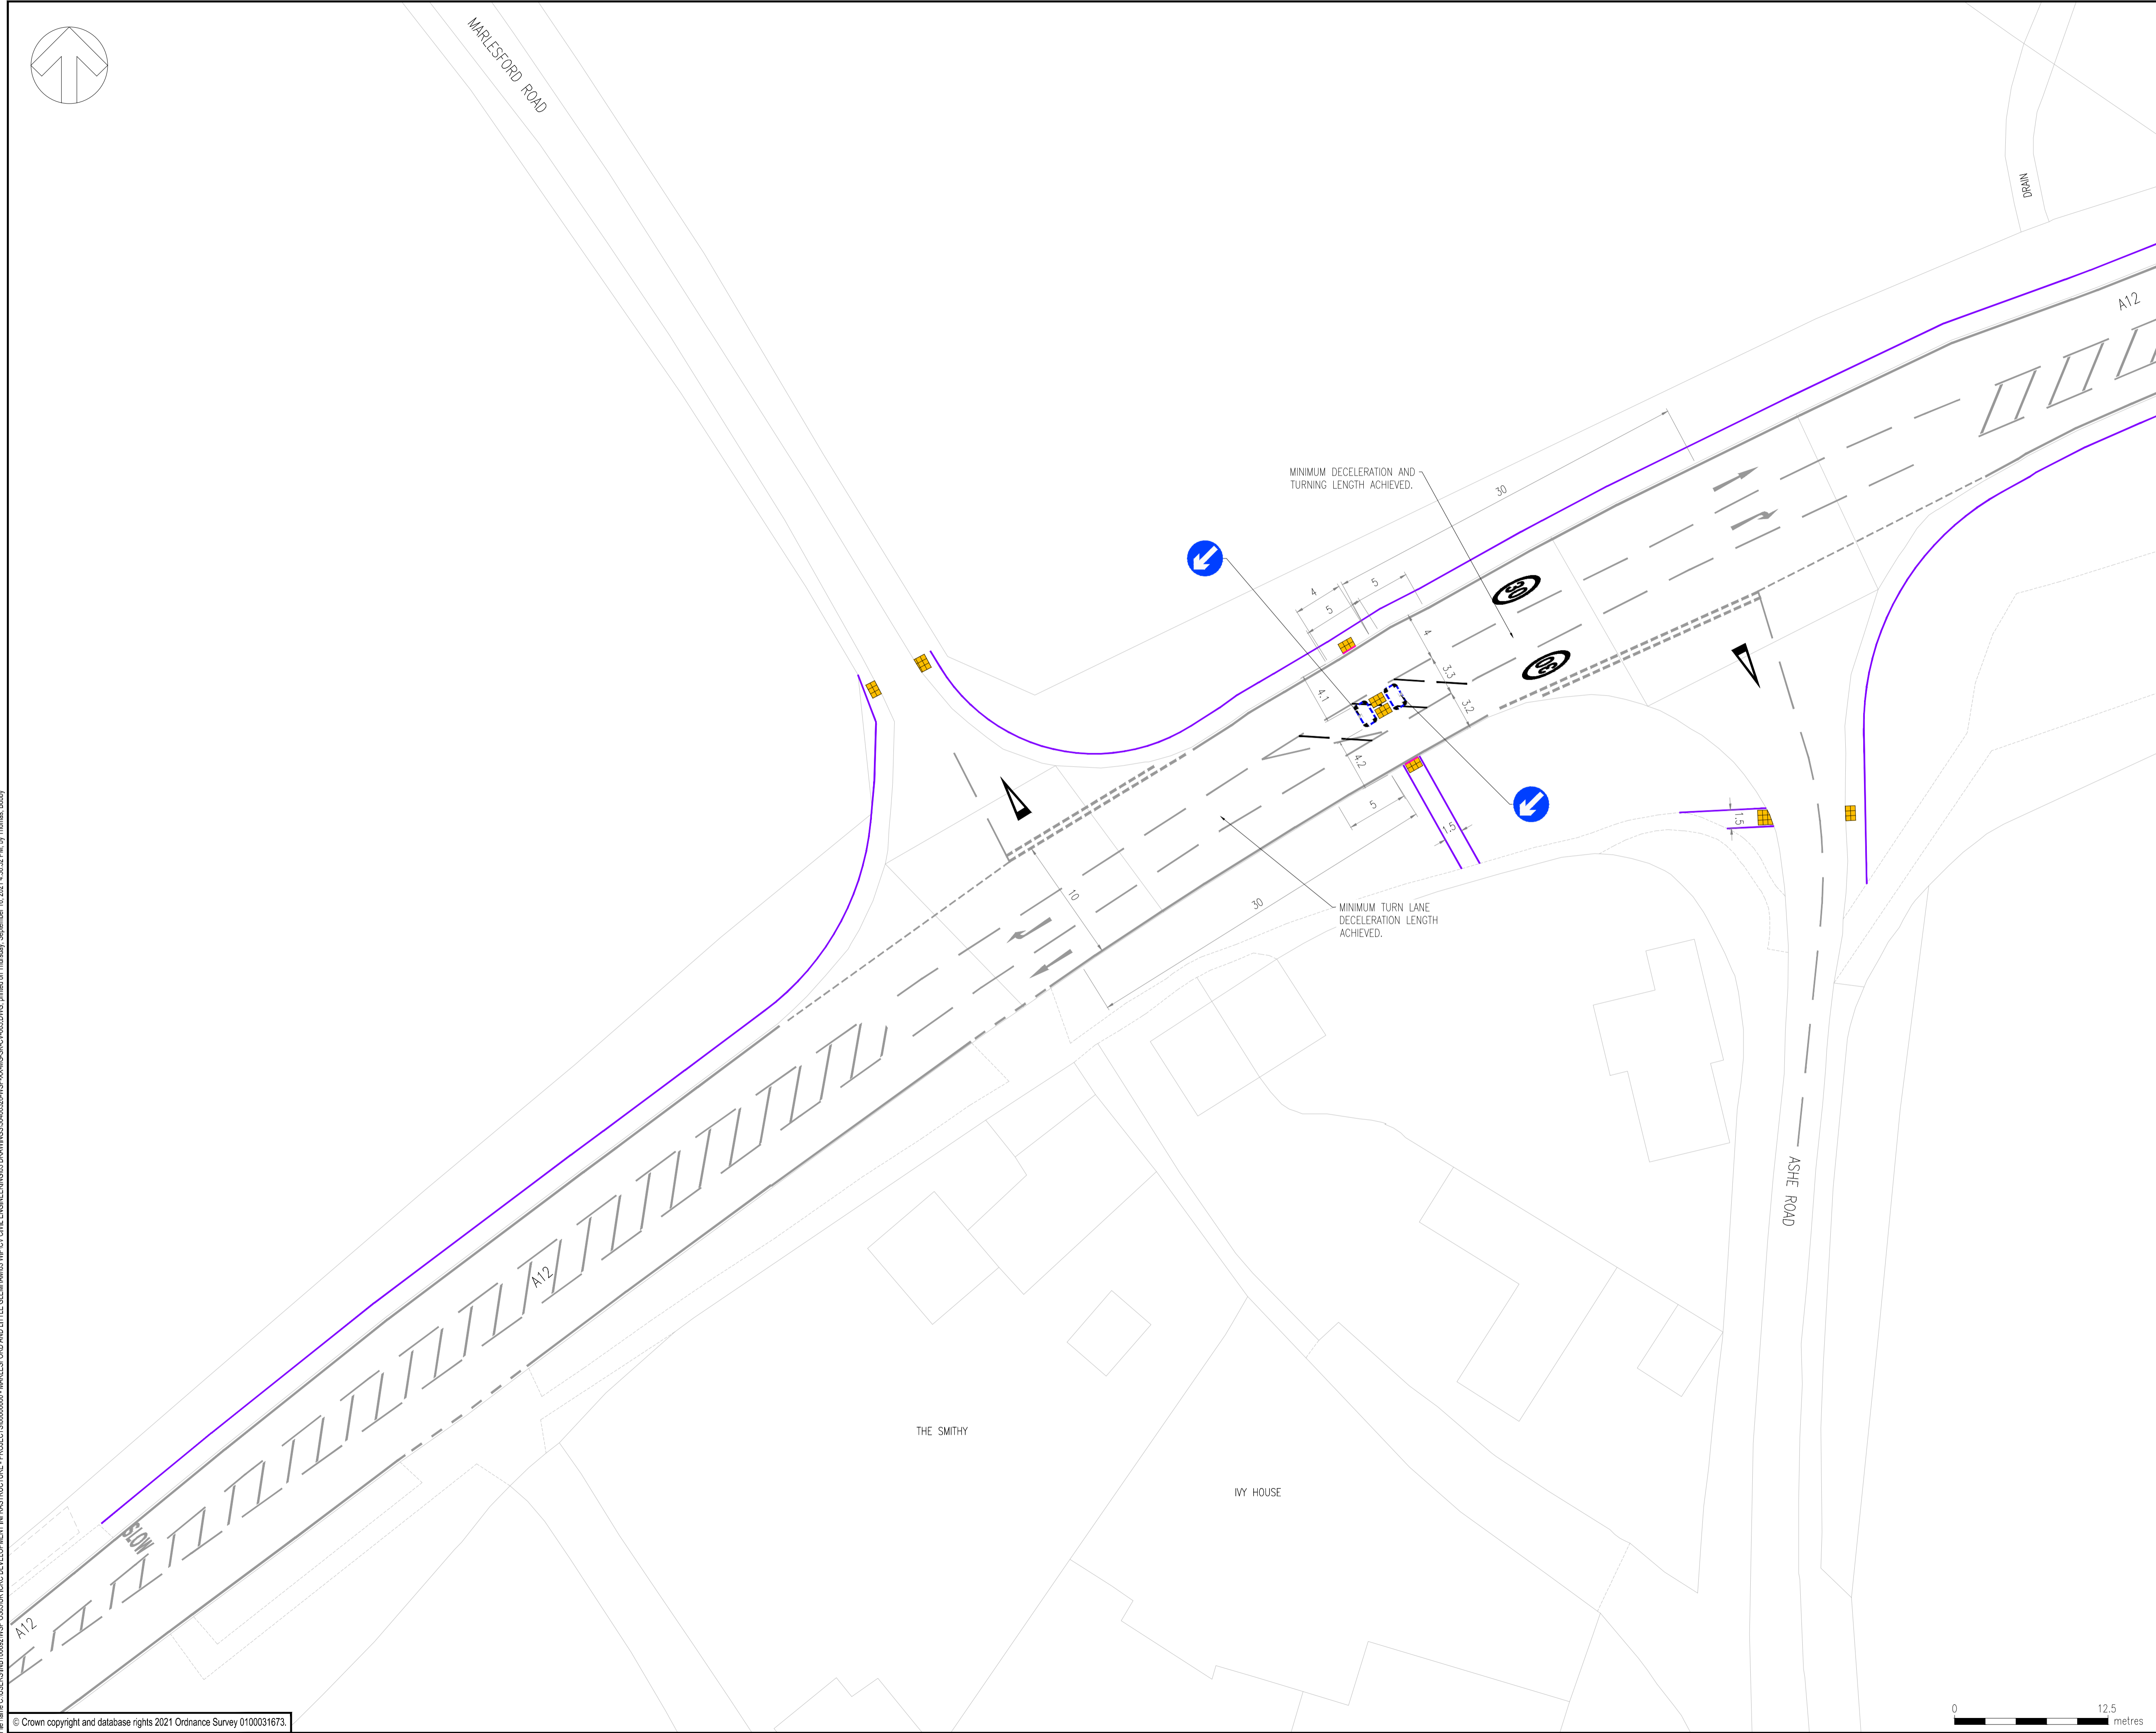 MARLESFORD ROAD
DRAIN
A12
MINIMUM DECELERATION AND
TURNING LENGTH ACHIEVED.
30
4
5
5
30
4
3.3
3.2
30
4.1
4.2
5
1.5
1.5
10
30
MINIMUM TURN LANE
DECELERATION LENGTH
ACHIEVED.
ASHE ROAD
A12
THE SMITHY
IVY HOUSE
SLOW
A12
0
12.5
metres
© Crown copyright and database rights 2021 Ordnance Survey 0100031673.